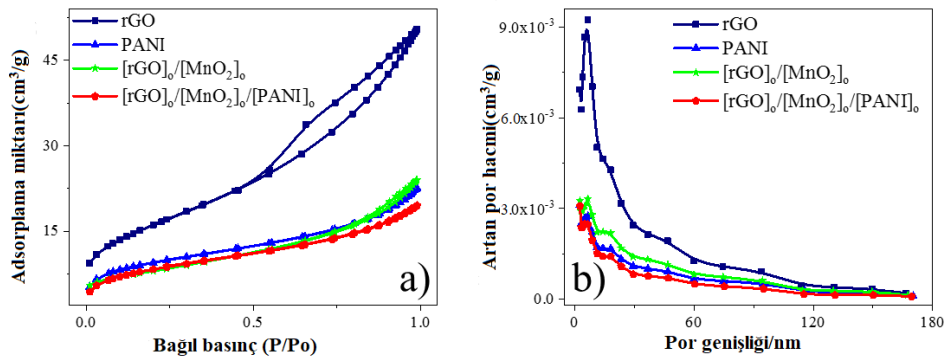 Adsorplama miktarı(cm³/g)
45
30
15
0.0
0.5
1.0
Bağıl basınç (P/Po)
rGO
PANI
[rGO]ₒ/[MnO₂]ₒ
[rGO]ₒ/[MnO₂]ₒ/[PANI]ₒ
a)
Artan por hacmi(cm³/g)
9.0x10⁻³
6.0x10⁻³
3.0x10⁻³
0.0
0
60
120
180
Por genişliği/nm
rGO
PANI
[rGO]ₒ/[MnO₂]ₒ
[rGO]ₒ/[MnO₂]ₒ/[PANI]ₒ
b)